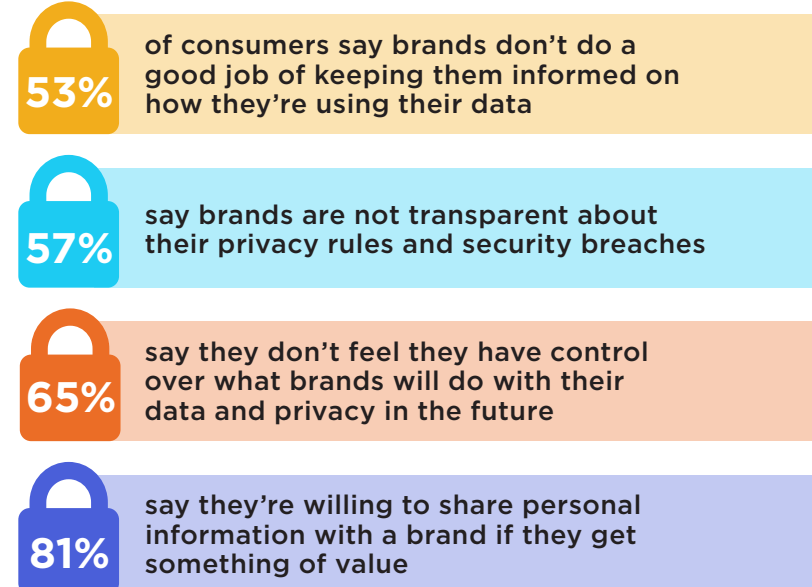 53%
of consumers say brands don’t do a
good job of keeping them informed on
how they’re using their data
57%
say brands are not transparent about
their privacy rules and security breaches
65%
say they don’t feel they have control
over what brands will do with their
data and privacy in the future
81%
say they’re willing to share personal
information with a brand if they get
something of value